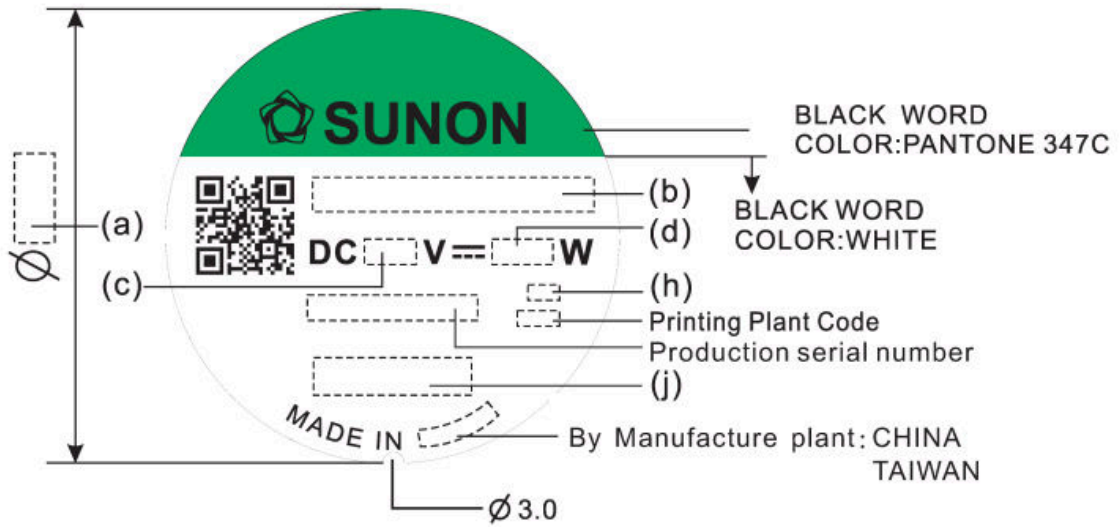 SUNON
BLACK WORD
COLOR:PANTONE 347C
(b)
BLACK WORD
COLOR:WHITE
(a)
(d)
DC V W
Ø
(c)
(h)
Printing Plant Code
Production serial number
(j)
MADE IN
By Manufacture plant: CHINA
TAIWAN
Ø 3.0